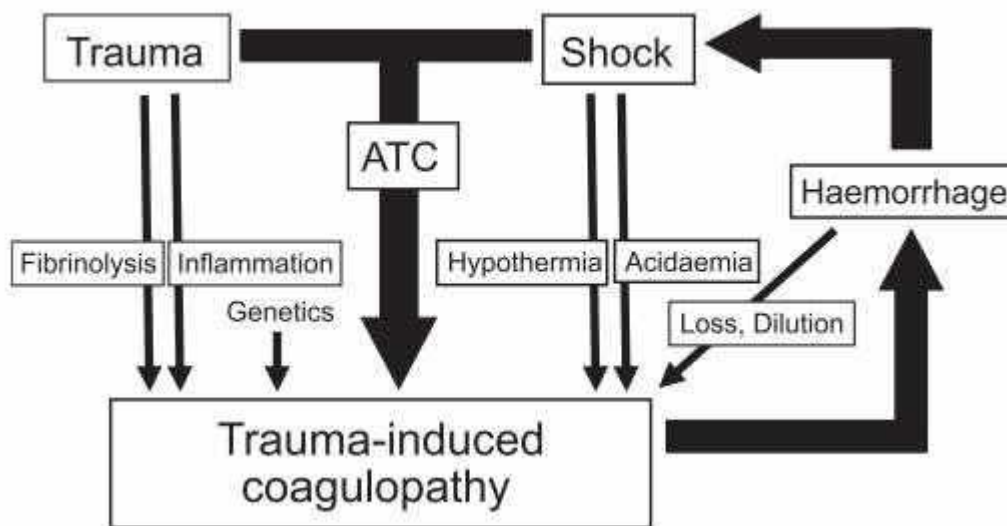 Trauma
Shock
ATC
Haemorrhage
Fibrinolysis
Inflammation
Hypothermia
Acidaemia
Genetics
Loss, Dilution
Trauma-induced
coagulopathy